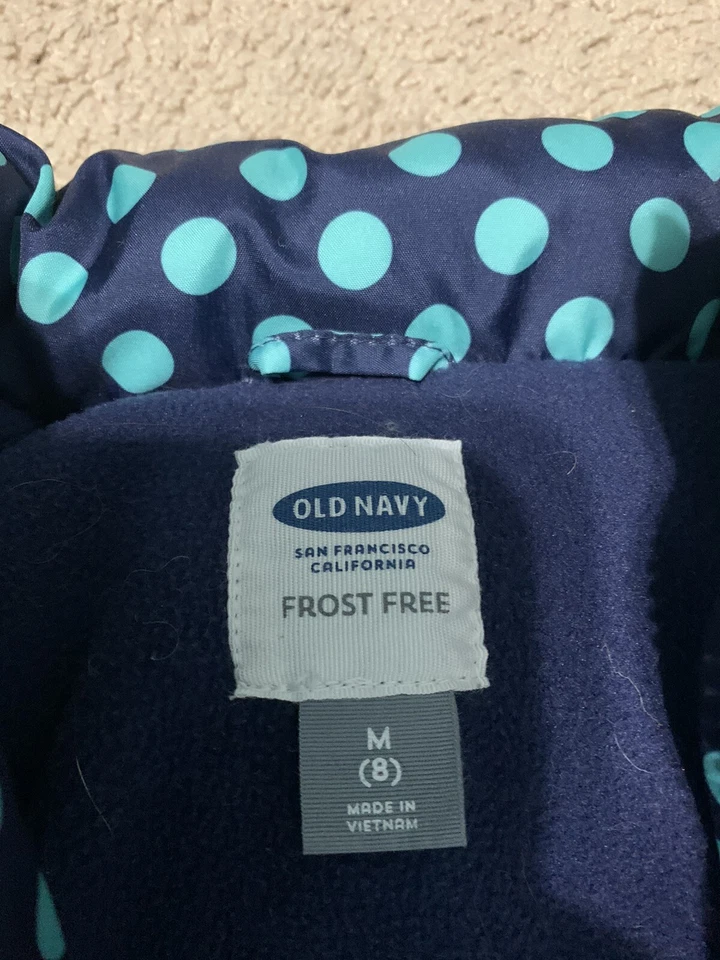 OLD NAVY
SAN FRANCISCO
CALIFORNIA
FROST FREE
M
(8)
MADE IN
VIETNAM